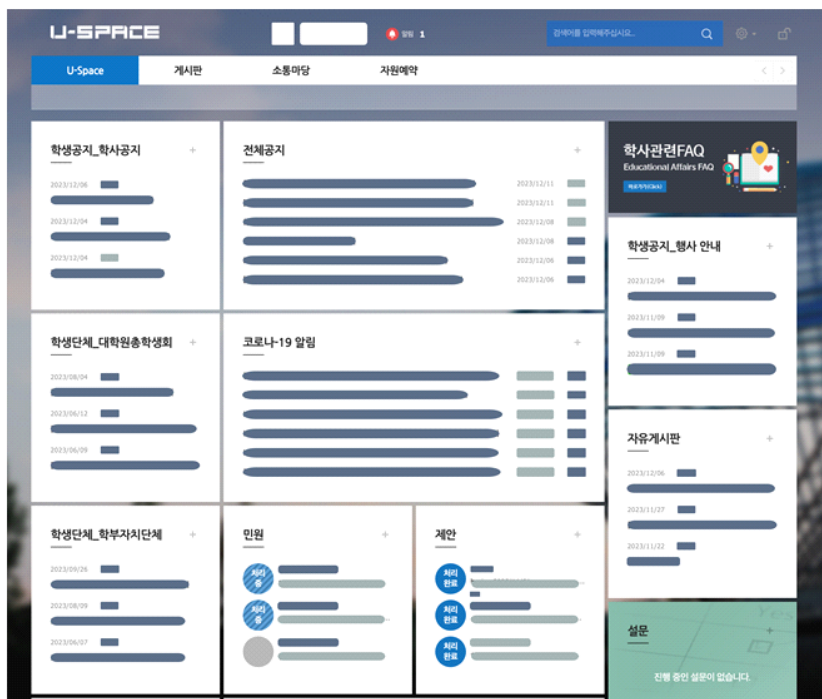 U-SPACE
알림 1
검색어를 입력해주십시요..
U-Space
게시판
소통마당
자원예약
학생공지_학사공지
2023/12/06
2023/12/04
2023/12/04
전체공지
2023/12/11
2023/12/11
2023/12/08
2023/12/08
2023/12/06
2023/12/06
학사관련FAQ
Educational Affairs FAQ
바로가기(Click)
학생공지_행사 안내
2023/12/04
2023/11/09
2023/11/09
학생단체_대학원총학생회
2023/08/04
2023/06/12
2023/06/09
코로나-19 알림
자유게시판
2023/12/06
2023/11/27
2023/11/22
학생단체_학부자치단체
2023/09/26
2023/08/09
2023/06/07
민원
처리
중
처리
중
제안
처리
완료
처리
완료
처리
완료
설문
Yes
진행 중인 설문이 없습니다.